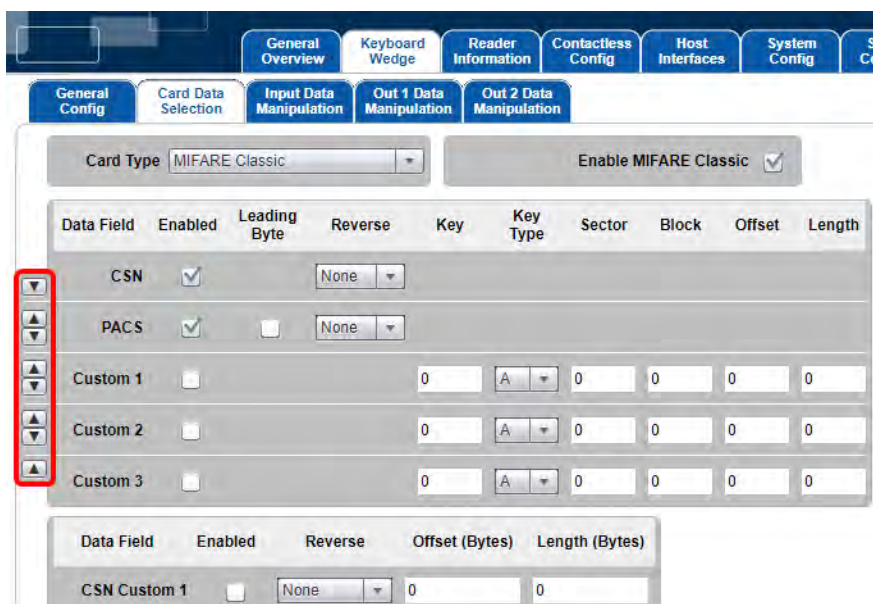 General Overview
Keyboard Wedge
Reader Information
Contactless Config
Host Interfaces
System Config
General Config
Card Data Selection
Input Data Manipulation
Out 1 Data Manipulation
Out 2 Data Manipulation
Card Type MIFARE Classic
Enable MIFARE Classic
Data Field Enabled Leading Byte Reverse Key Key Type Sector Block Offset Length
CSN None
PACS None
Custom 1 0 A 0 0 0 0
Custom 2 0 A 0 0 0 0
Custom 3 0 A 0 0 0 0
Data Field Enabled Reverse Offset (Bytes) Length (Bytes)
CSN Custom 1 None 0 0